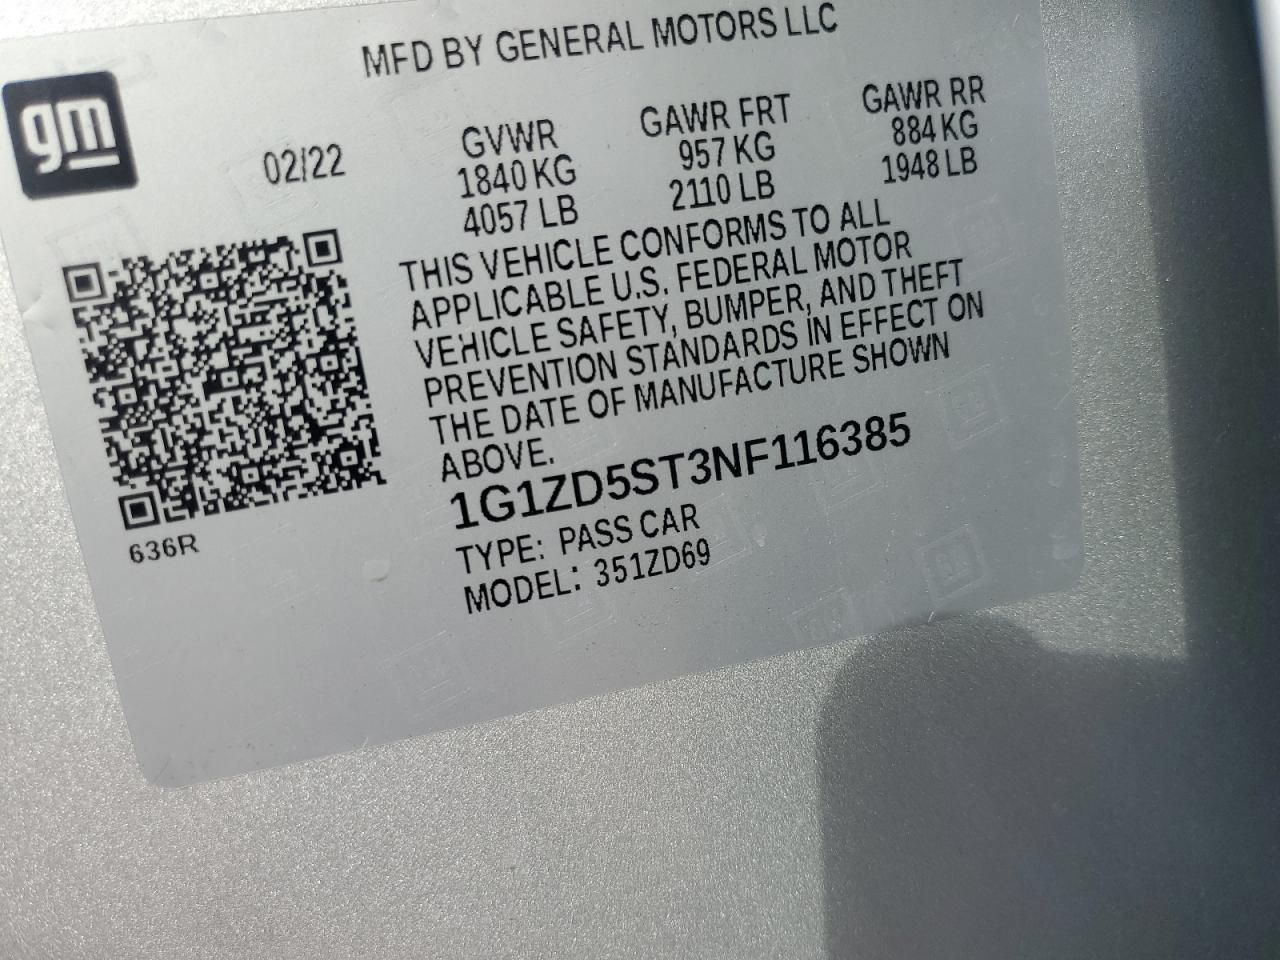 MFD BY GENERAL MOTORS LLC
gm
02/22
GVWR
1840 KG
4057 LB
GAWR FRT
957 KG
2110 LB
GAWR RR
884 KG
1948 LB
THIS VEHICLE CONFORMS TO ALL
APPLICABLE U.S. FEDERAL MOTOR
VEHICLE SAFETY, BUMPER, AND THEFT
PREVENTION STANDARDS IN EFFECT ON
THE DATE OF MANUFACTURE SHOWN
ABOVE.
1G1ZD5ST3NF116385
TYPE: PASS CAR
MODEL: 351ZD69
636R